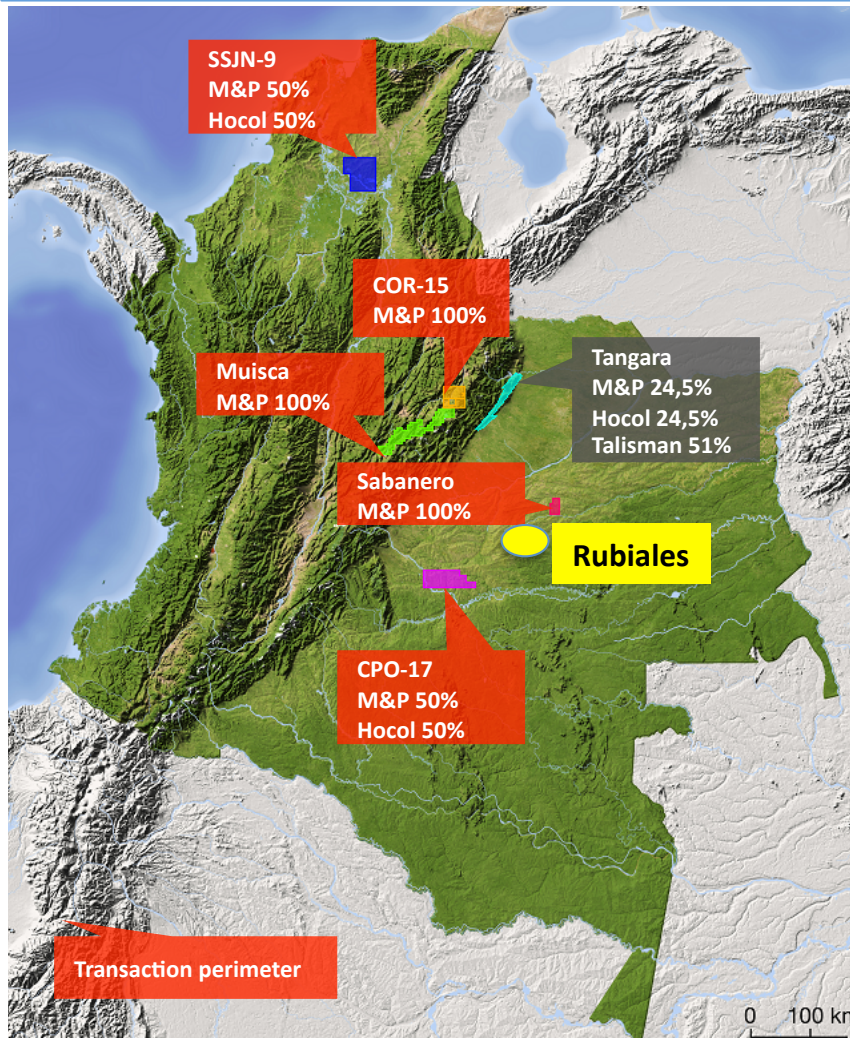 SSJN-9
M&P 50%
Hocol 50%
COR-15
M&P 100%
Muisca
M&P 100%
Tangara
M&P 24,5%
Hocol 24,5%
Talisman 51%
Sabanero
M&P 100%
Rubiales
CPO-17
M&P 50%
Hocol 50%
Transaction perimeter
0 100 km